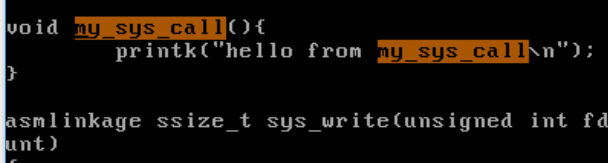 void my_sys_call(){
        printk("hello from my_sys_call\n");
}

asmlinkage ssize_t sys_write(unsigned int fd
unt)
{